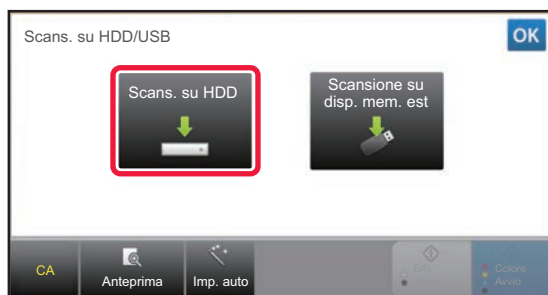 Scans. su HDD/USB
OK
Scans. su HDD
Scansione su
disp. mem. est
CA
Anteprima
Imp. auto
B/N
Colore
Avvio